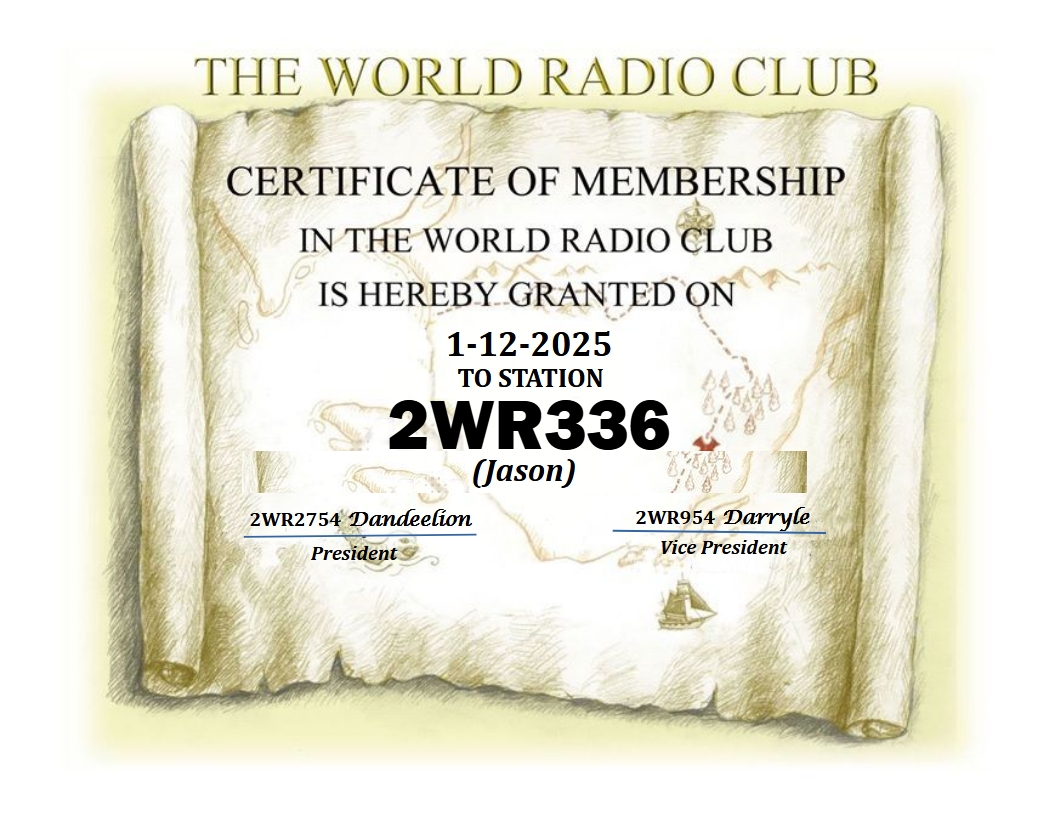 THE WORLD RADIO CLUB
CERTIFICATE OF MEMBERSHIP
IN THE WORLD RADIO CLUB
IS HEREBY GRANTED ON
1-12-2025
TO STATION
2WR336
(Jason)
2WR2754 Dandeelion
President
2WR954 Darryle
Vice President